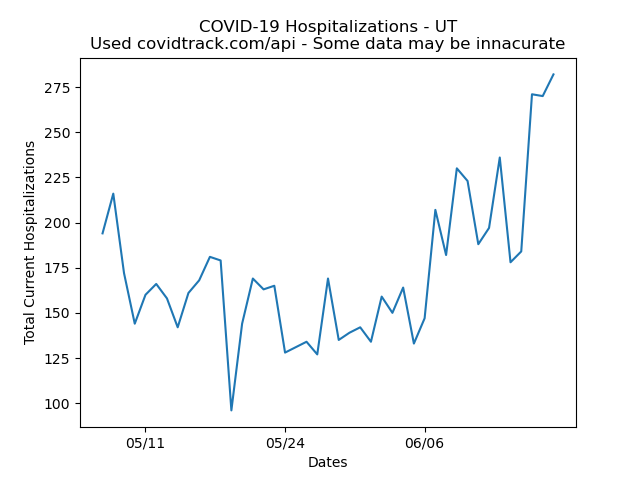 COVID-19 Hospitalizations - UT
Used covidtrack.com/api - Some data may be innacurate
275
250
225
200
175
150
125
100
Total Current Hospitalizations
05/11
05/24
06/06
Dates